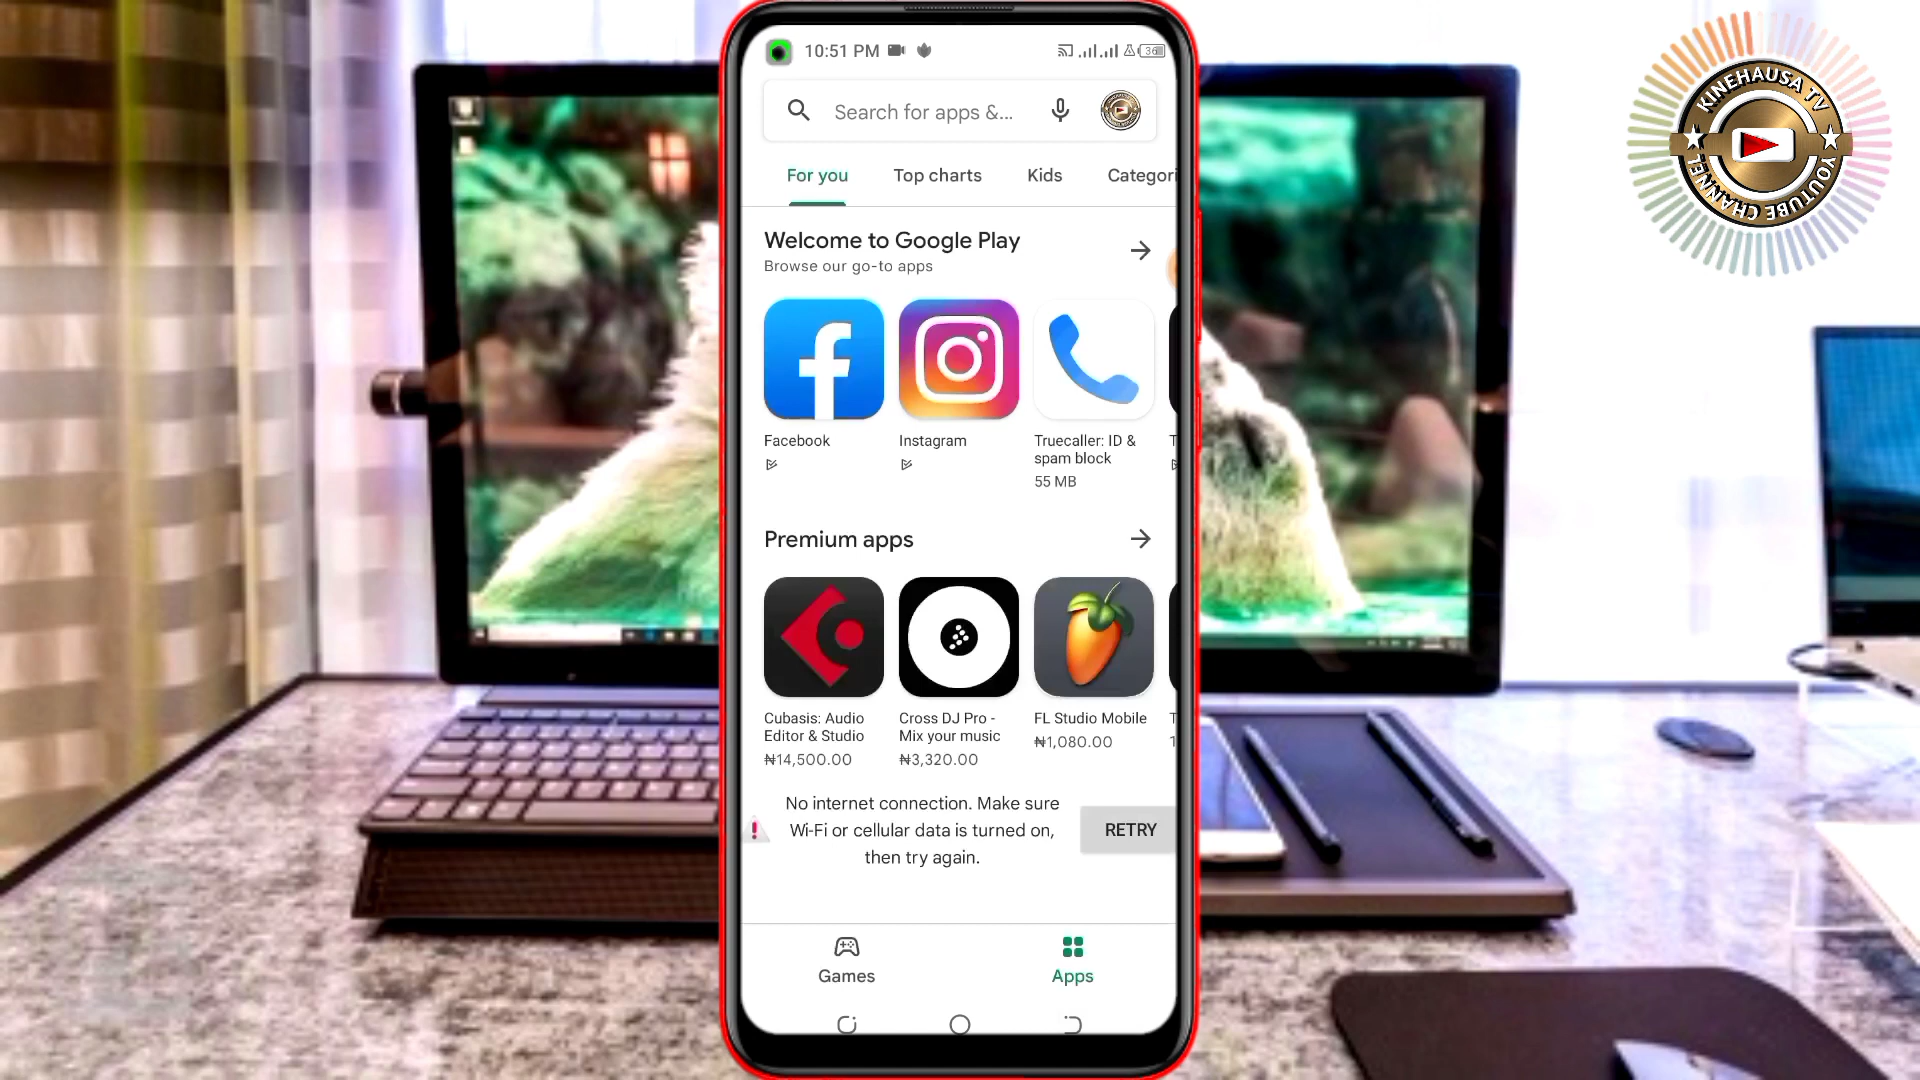 10:51 PM
36
Search for apps &...
For you
Top charts
Kids
Categori
Welcome to Google Play
Browse our go-to apps
Facebook
Instagram
Truecaller: ID &
spam block
55 MB
Premium apps
Cubasis: Audio
Editor & Studio
₦14,500.00
Cross DJ Pro -
Mix your music
₦3,320.00
FL Studio Mobile
₦1,080.00
No internet connection. Make sure
Wi-Fi or cellular data is turned on,
then try again.
RETRY
Games
Apps
KINEHAUSA TV
YOUTUBE CHANNEL